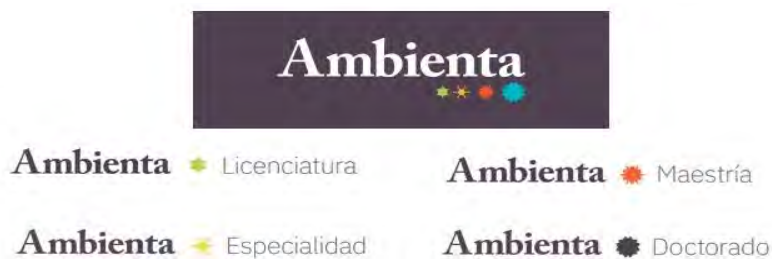 Ambienta
Ambienta Licenciatura
Ambienta Maestría
Ambienta Especialidad
Ambienta Doctorado